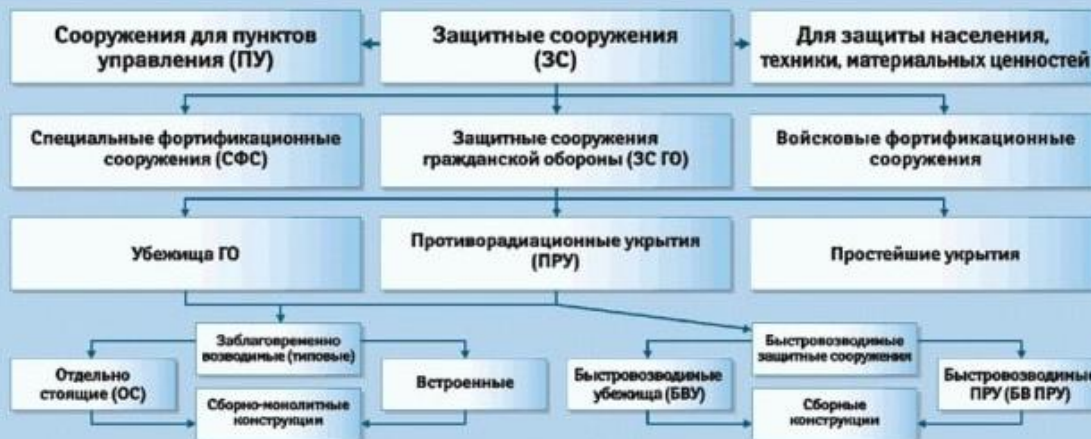 Сооружения для пунктов
управления (ПУ)
Защитные сооружения
(ЗС)
Для защиты населения,
техники, материальных ценностей
Специальные фортификационные
сооружения (СФС)
Защитные сооружения
гражданской обороны (ЗС ГО)
Войсковые фортификационные
сооружения
Убежища ГО
Противорадиационные укрытия
(ПРУ)
Простейшие укрытия
Заблаговременно
возводимые (типовые)
Быстровозводимые
защитные сооружения
Отдельно
стоящие (ОС)
Встроенные
Быстровозводимые
убежища (БВУ)
Быстровозводимые
ПРУ (БВ ПРУ)
Сборно-монолитные
конструкции
Сборные
конструкции